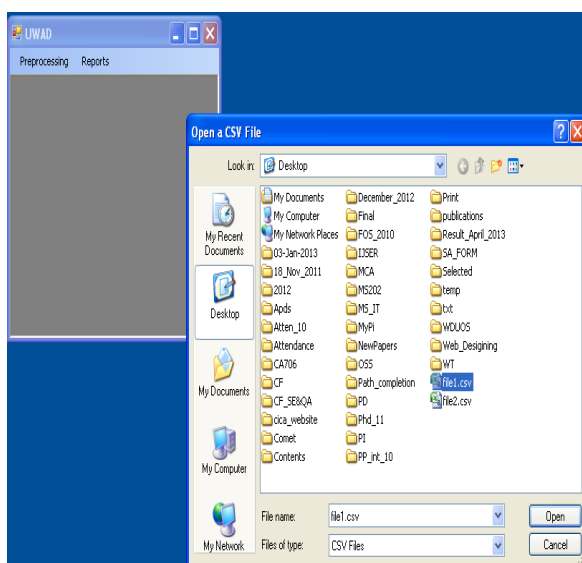 UWAD
Preprocessing Reports
Open a CSV File
Look in: Desktop
My Recent Documents
Desktop
My Documents
My Computer
My Network
My Documents
My Computer
My Network Places
03-Jan-2013
18_Nov_2011
2012
Apds
Atten_10
Attendance
CA706
CF
CF_SE&QA
cica_website
Comet
Contents
December_2012
Final
FOS_2010
IJSER
MCA
MS202
MS_IT
MyPi
NewPapers
OSS
Path_completion
PD
Phd_11
PI
PP_int_10
Print
publications
Result_April_2013
SA_FORM
Selected
temp
txt
WDUOS
Web_Designing
WT
file1.csv
file2.csv
File name: file1.csv Open
Files of type: CSV Files Cancel